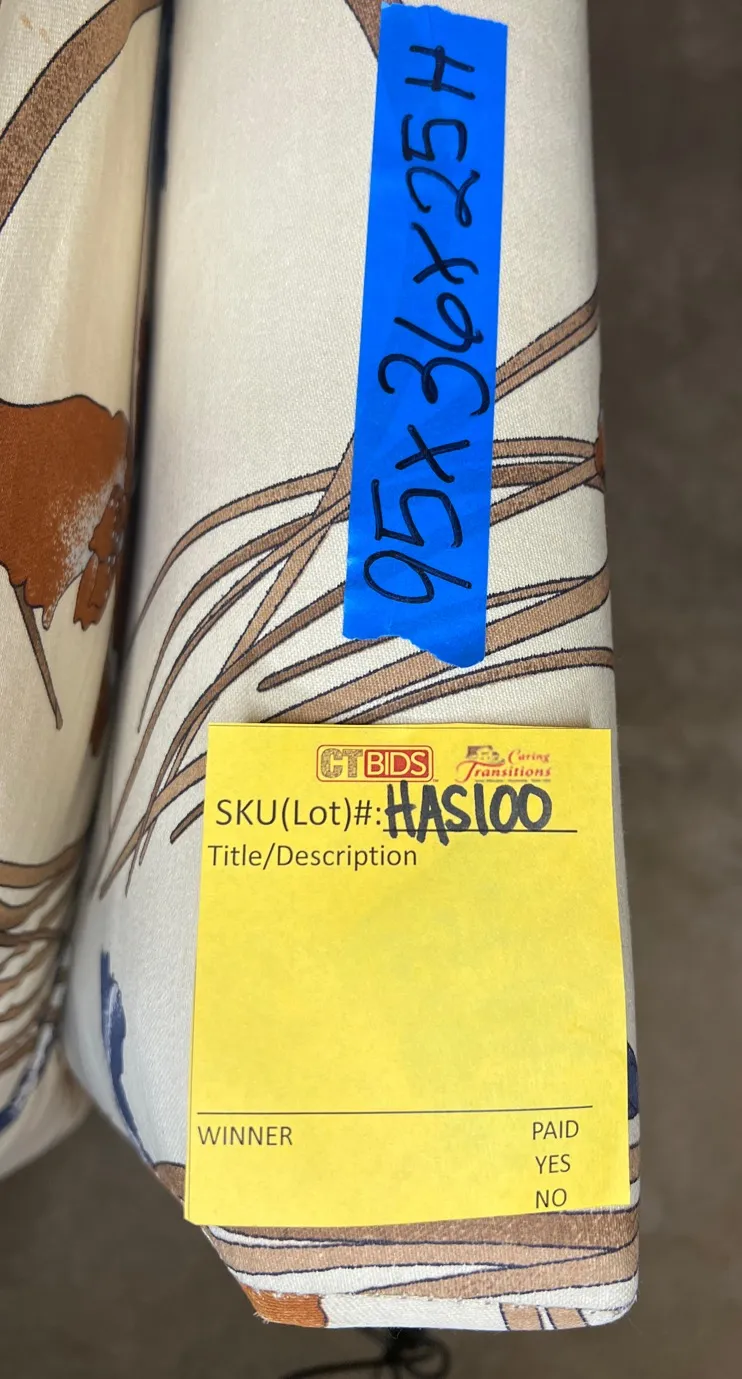 95x36x25H
CTBIDS
Caring
Transitions
SKU(Lot)#:HAS100
Title/Description
WINNER
PAID
YES
NO